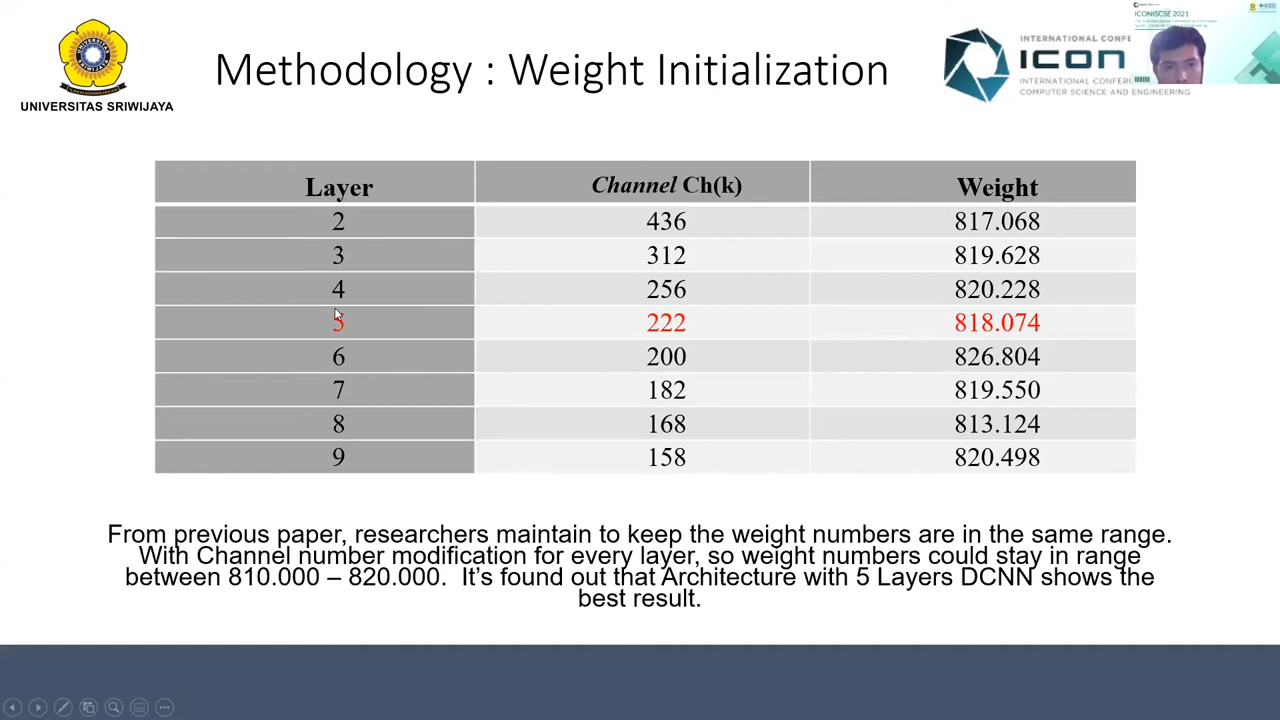 UNIVERSITAS SRIWIJAYA
Methodology : Weight Initialization
INTERNATIONAL CONFE
icon
INTERNATIONAL CONFER
COMPUTER SCIENCE AND ENGINEERING
ICONISCSE 2021
Layer Channel Ch(k) Weight
2 436 817.068
3 312 819.628
4 256 820.228
5 222 818.074
6 200 826.804
7 182 819.550
8 168 813.124
9 158 820.498
From previous paper, researchers maintain to keep the weight numbers are in the same range.
With Channel number modification for every layer, so weight numbers could stay in range
between 810.000 – 820.000. It’s found out that Architecture with 5 Layers DCNN shows the
best result.